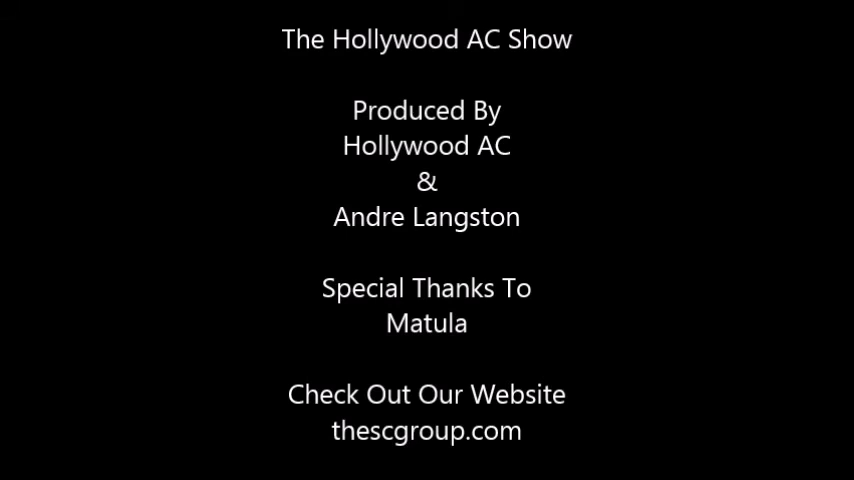 The Hollywood AC Show
Produced By
Hollywood AC
&
Andre Langston
Special Thanks To
Matula
Check Out Our Website
thescgroup.com